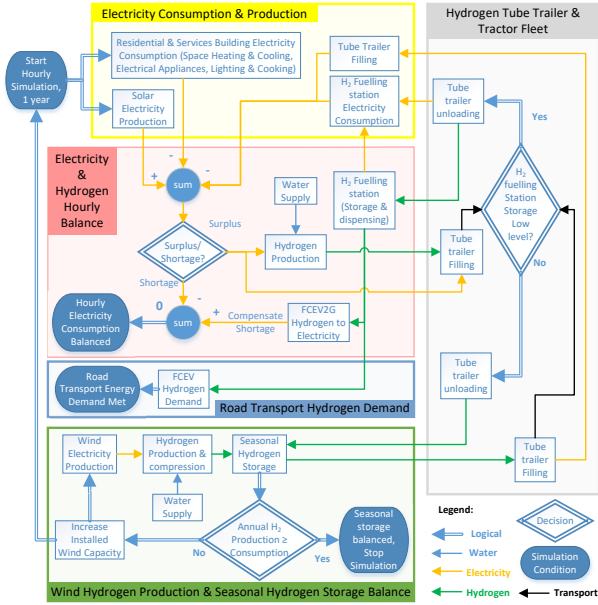 Electricity Consumption & Production
Hydrogen Tube Trailer &
Tractor Fleet
Start
Hourly
Simulation,
1 year
Residential & Services Building Electricity
Consumption (Space Heating & Cooling,
Electrical Appliances, Lighting & Cooking)
Solar
Electricity
Production
Tube Trailer
Filling
H₂ Fuelling
station
Electricity
Consumption
Tube
trailer
unloading
Yes
H₂
fuelling
Station
Storage
Low
level?
No
Electricity
&
Hydrogen
Hourly
Balance
-
+
-
sum
Water
Supply
H₂ Fuelling
station
(Storage &
dispensing)
Surplus
Surplus/
Shortage?
Hydrogen
Production
Tube
trailer
Filling
Shortage
Hourly
Electricity
Consumption
Balanced
0
-
+
sum
Compensate
Shortage
FCEV2G
Hydrogen to
Electricity
Road
Transport Energy
Demand Met
FCEV
Hydrogen
Demand
Road Transport Hydrogen Demand
Tube
trailer
unloading
Wind
Electricity
Production
Hydrogen
Production &
compression
Seasonal
Hydrogen
Storage
Tube
trailer
Filling
Water
Supply
Increase
Installed
Wind Capacity
No
Annual H₂
Production ≥
Consumption
Yes
Seasonal
storage
balanced,
Stop
Simulation
Wind Hydrogen Production & Seasonal Hydrogen Storage Balance
Legend:
Logical
Water
Electricity
Hydrogen
Decision
Simulation
Condition
Transport